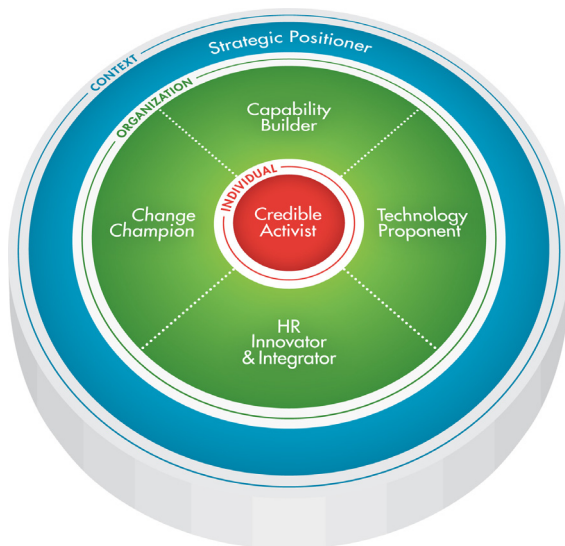 CONTEXT
Strategic Positioner
ORGANIZATION
Capability
Builder
INDIVIDUAL
Change
Champion
Credible
Activist
Technology
Proponent
HR
Innovator
& Integrator